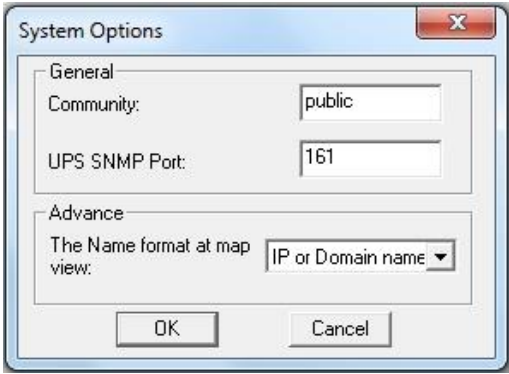 System Options
General
Community:
public
UPS SNMP Port:
161
Advance
The Name format at map
view:
IP or Domain name
OK
Cancel